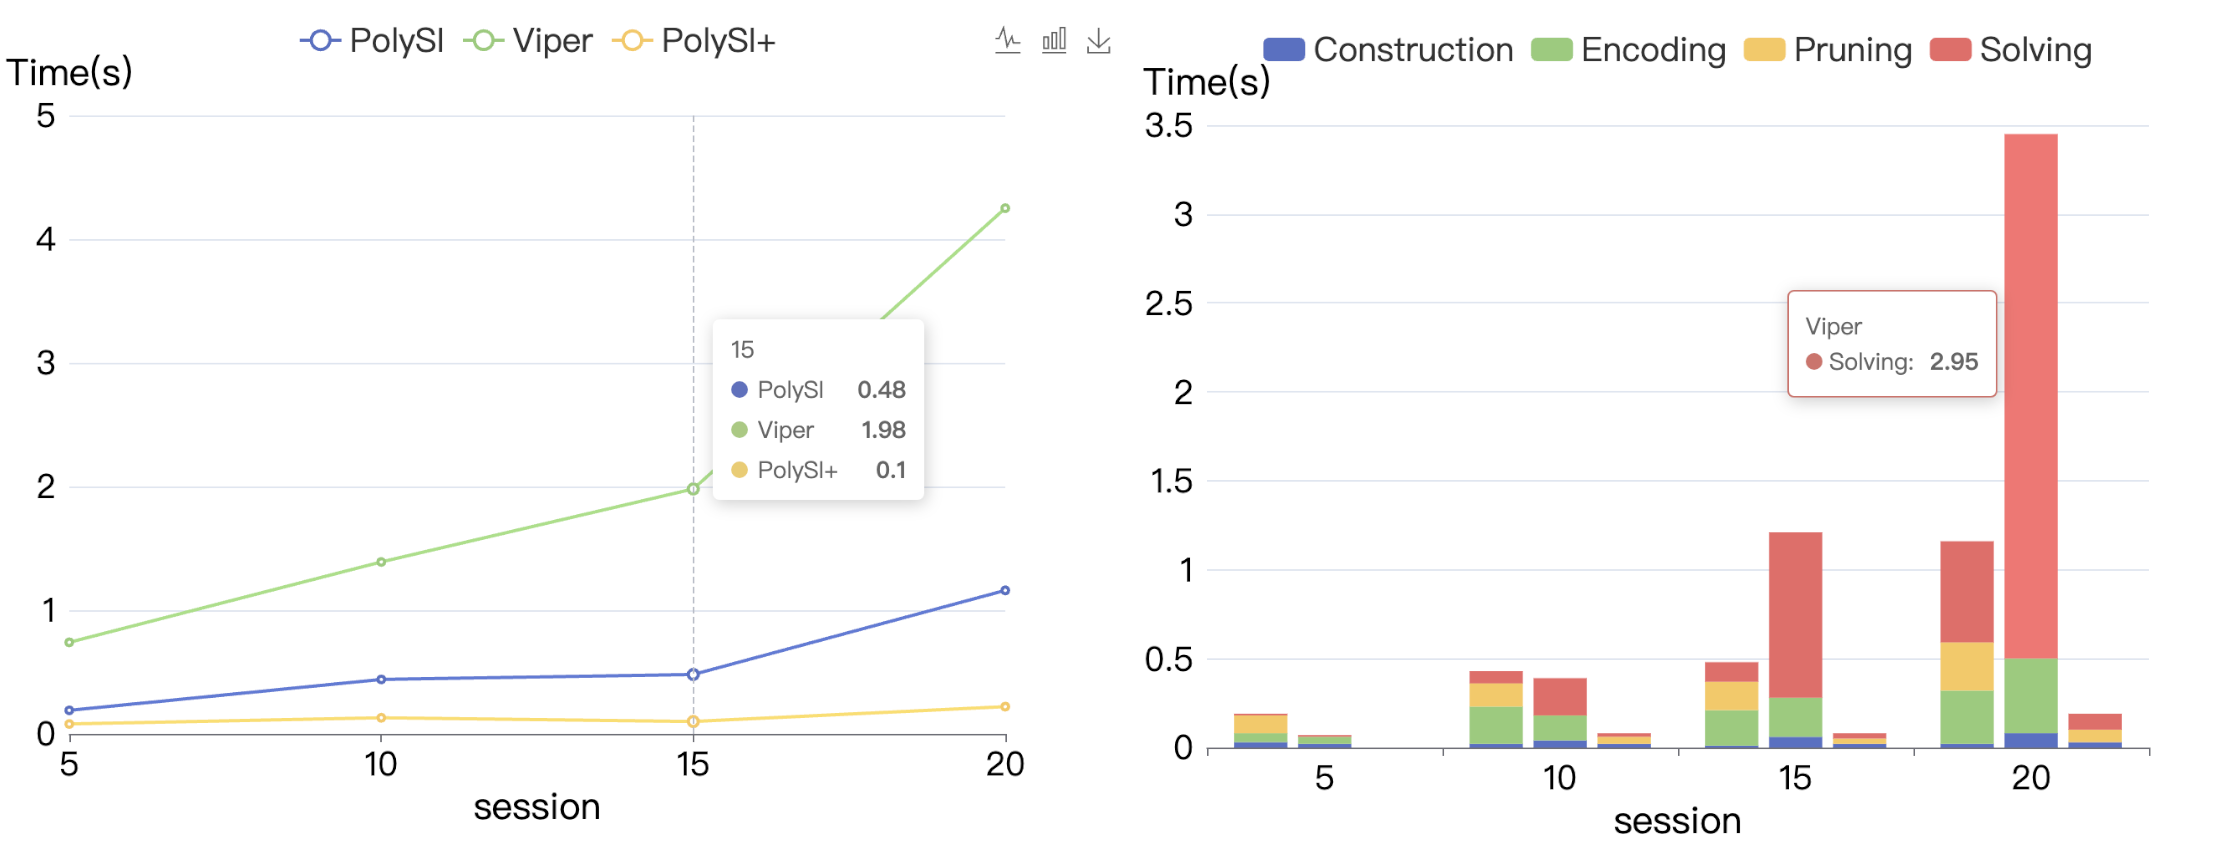 PolySI Viper PolySI+
Time(s)
5
4
3
2
1
0
15
PolySI 0.48
Viper 1.98
PolySI+ 0.1
5 10 15 20
session
Construction Encoding Pruning Solving
Time(s)
3.5
3
2.5
2
1.5
1
0.5
0
Viper
Solving: 2.95
5 10 15 20
session